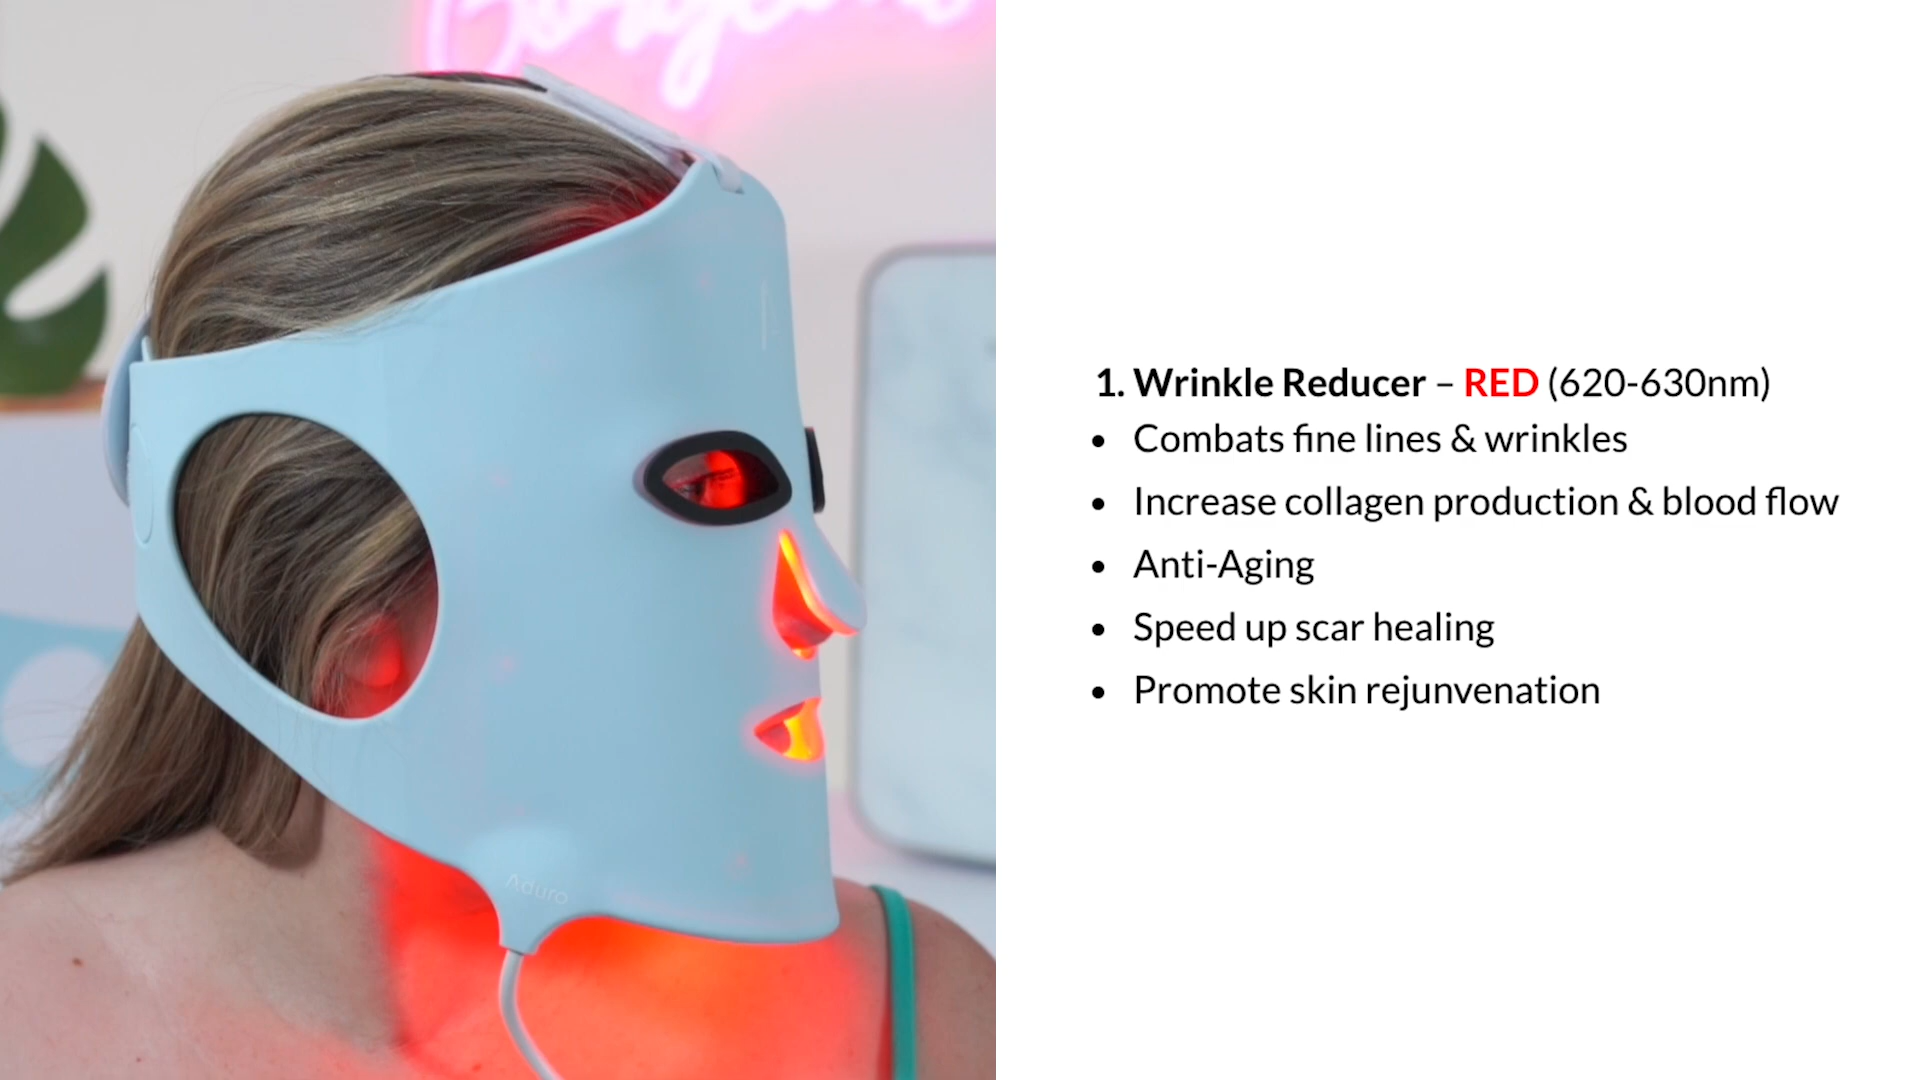 Aduro
1. Wrinkle Reducer – RED (620-630nm)
• Combats fine lines & wrinkles
• Increase collagen production & blood flow
• Anti-Aging
• Speed up scar healing
• Promote skin rejunvenation